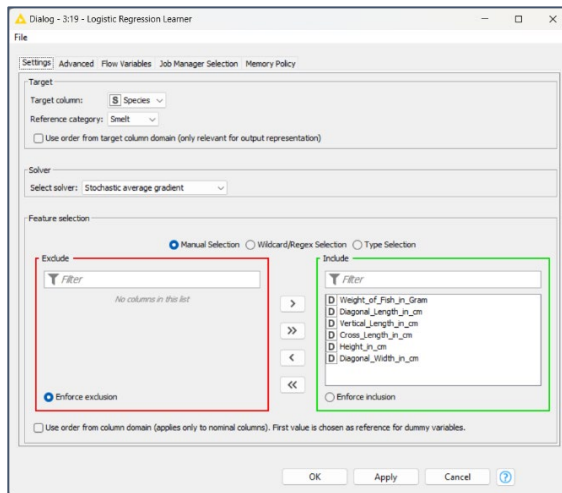 Dialog - 3:19 - Logistic Regression Learner
File
Settings Advanced Flow Variables Job Manager Selection Memory Policy
Target
Target column: S Species
Reference category: Smelt
Use order from target column domain (only relevant for output representation)
Solver
Select solver: Stochastic average gradient
Feature selection
Manual Selection Wildcard/Regex Selection Type Selection
Exclude
Filter
No columns in this list
Enforce exclusion
>
>>
<
<<
Include
Filter
D Weight_of_Fish_in_Gram
D Diagonal_Length_in_cm
D Vertical_Length_in_cm
D Cross_Length_in_cm
D Height_in_cm
D Diagonal_Width_in_cm
Enforce inclusion
Use order from column domain (applies only to nominal columns). First value is chosen as reference for dummy variables.
OK Apply Cancel ?